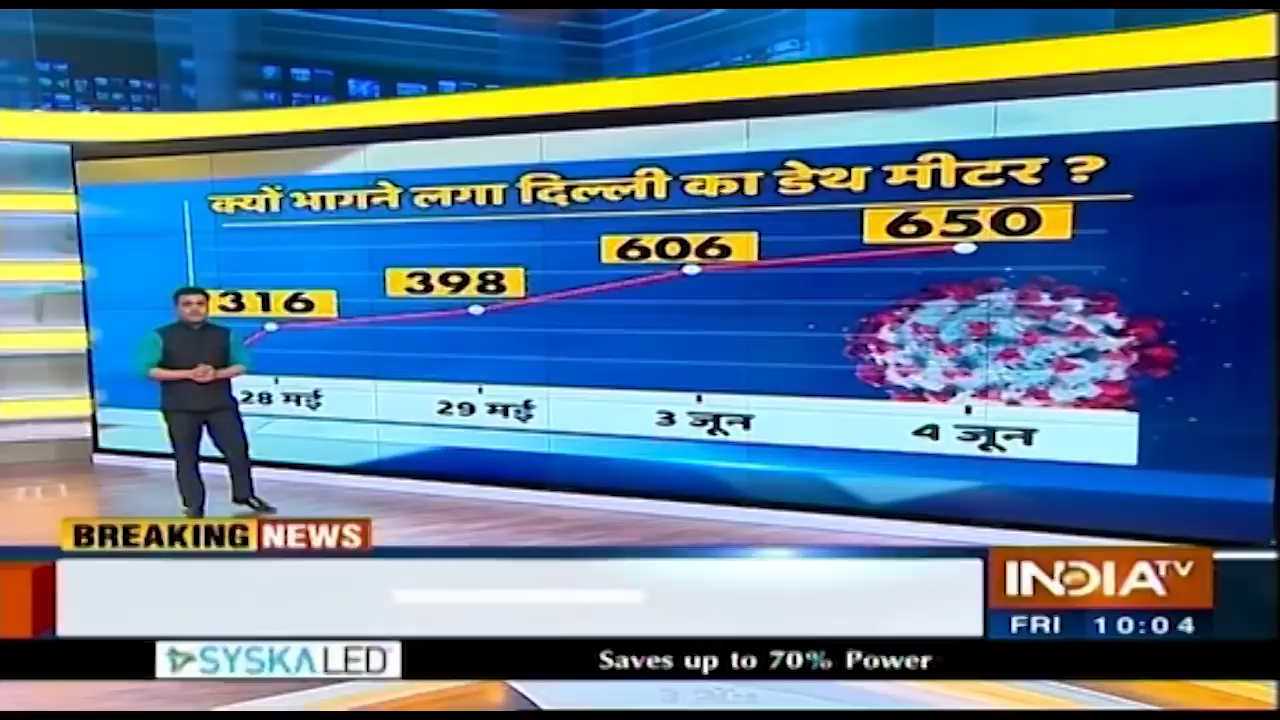 क्यों भागने लगा दिल्ली का डेथ मीटर ?
316 398 606 650
28 मई 29 मई 3 जून 4 जून
BREAKING NEWS
INDIA TV
FRI 10:04
SYSKA LED Saves up to 70% Power